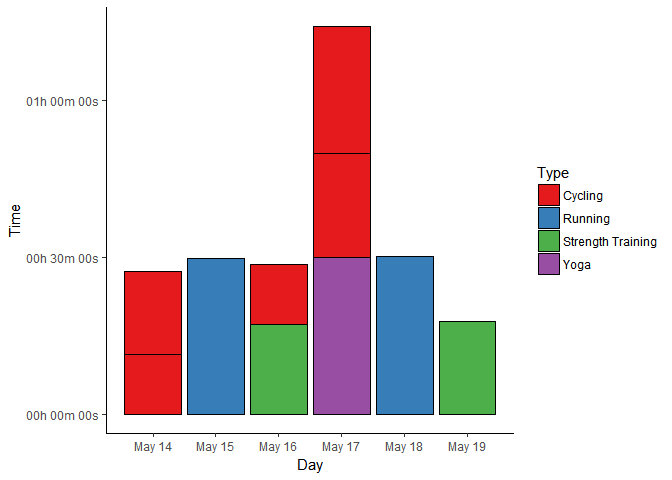 Time
01h 00m 00s
00h 30m 00s
00h 00m 00s
May 14 May 15 May 16 May 17 May 18 May 19
Day
Type
Cycling
Running
Strength Training
Yoga